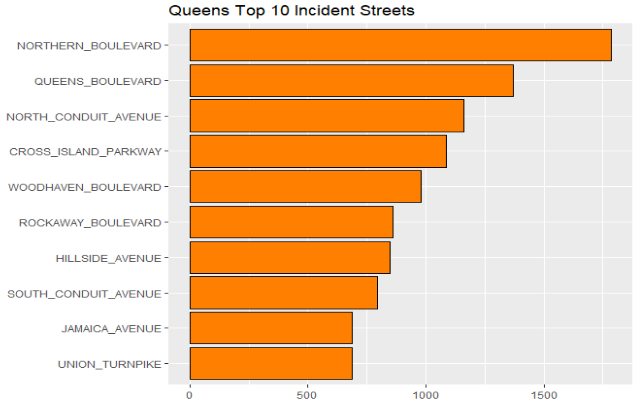 Queens Top 10 Incident Streets
NORTHERN_BOULEVARD
QUEENS_BOULEVARD
NORTH_CONDUIT_AVENUE
CROSS_ISLAND_PARKWAY
WOODHAVEN_BOULEVARD
ROCKAWAY_BOULEVARD
HILLSIDE_AVENUE
SOUTH_CONDUIT_AVENUE
JAMAICA_AVENUE
UNION_TURNPIKE
0 500 1000 1500